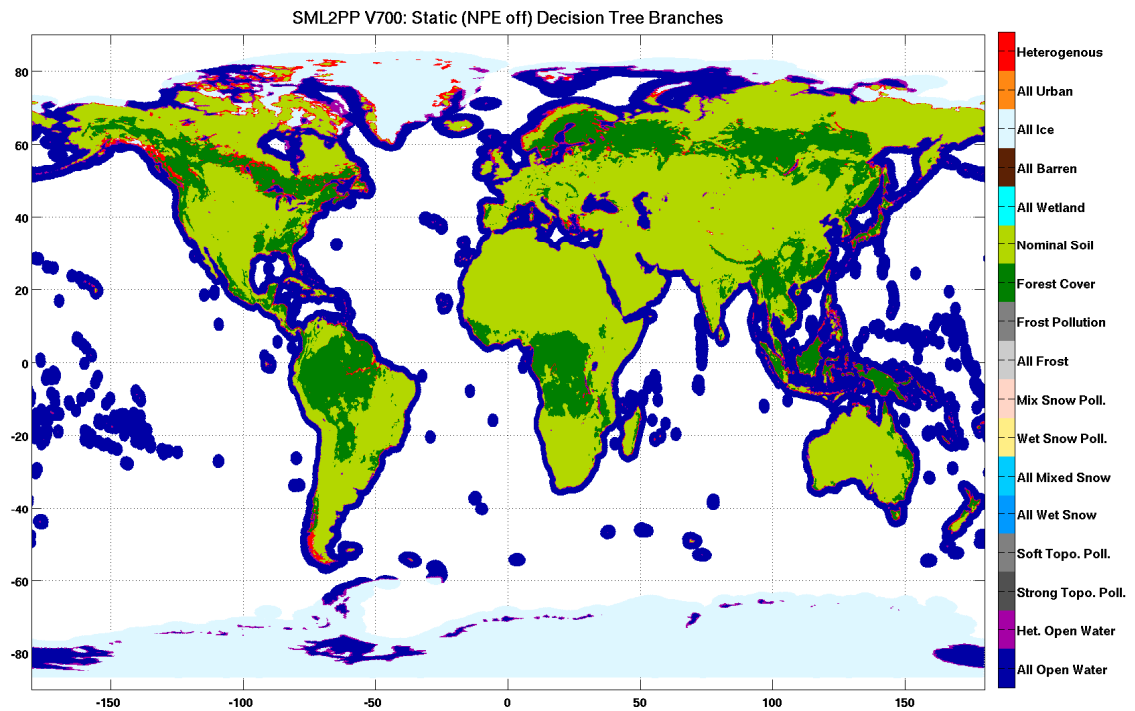 SML2PP V700: Static (NPE off) Decision Tree Branches
80
60
40
20
0
-20
-40
-60
-80
-150
-100
-50
0
50
100
150
Heterogenous
All Urban
All Ice
All Barren
All Wetland
Nominal Soil
Forest Cover
Frost Pollution
All Frost
Mix Snow Poll.
Wet Snow Poll.
All Mixed Snow
All Wet Snow
Soft Topo. Poll.
Strong Topo. Poll.
Het. Open Water
All Open Water